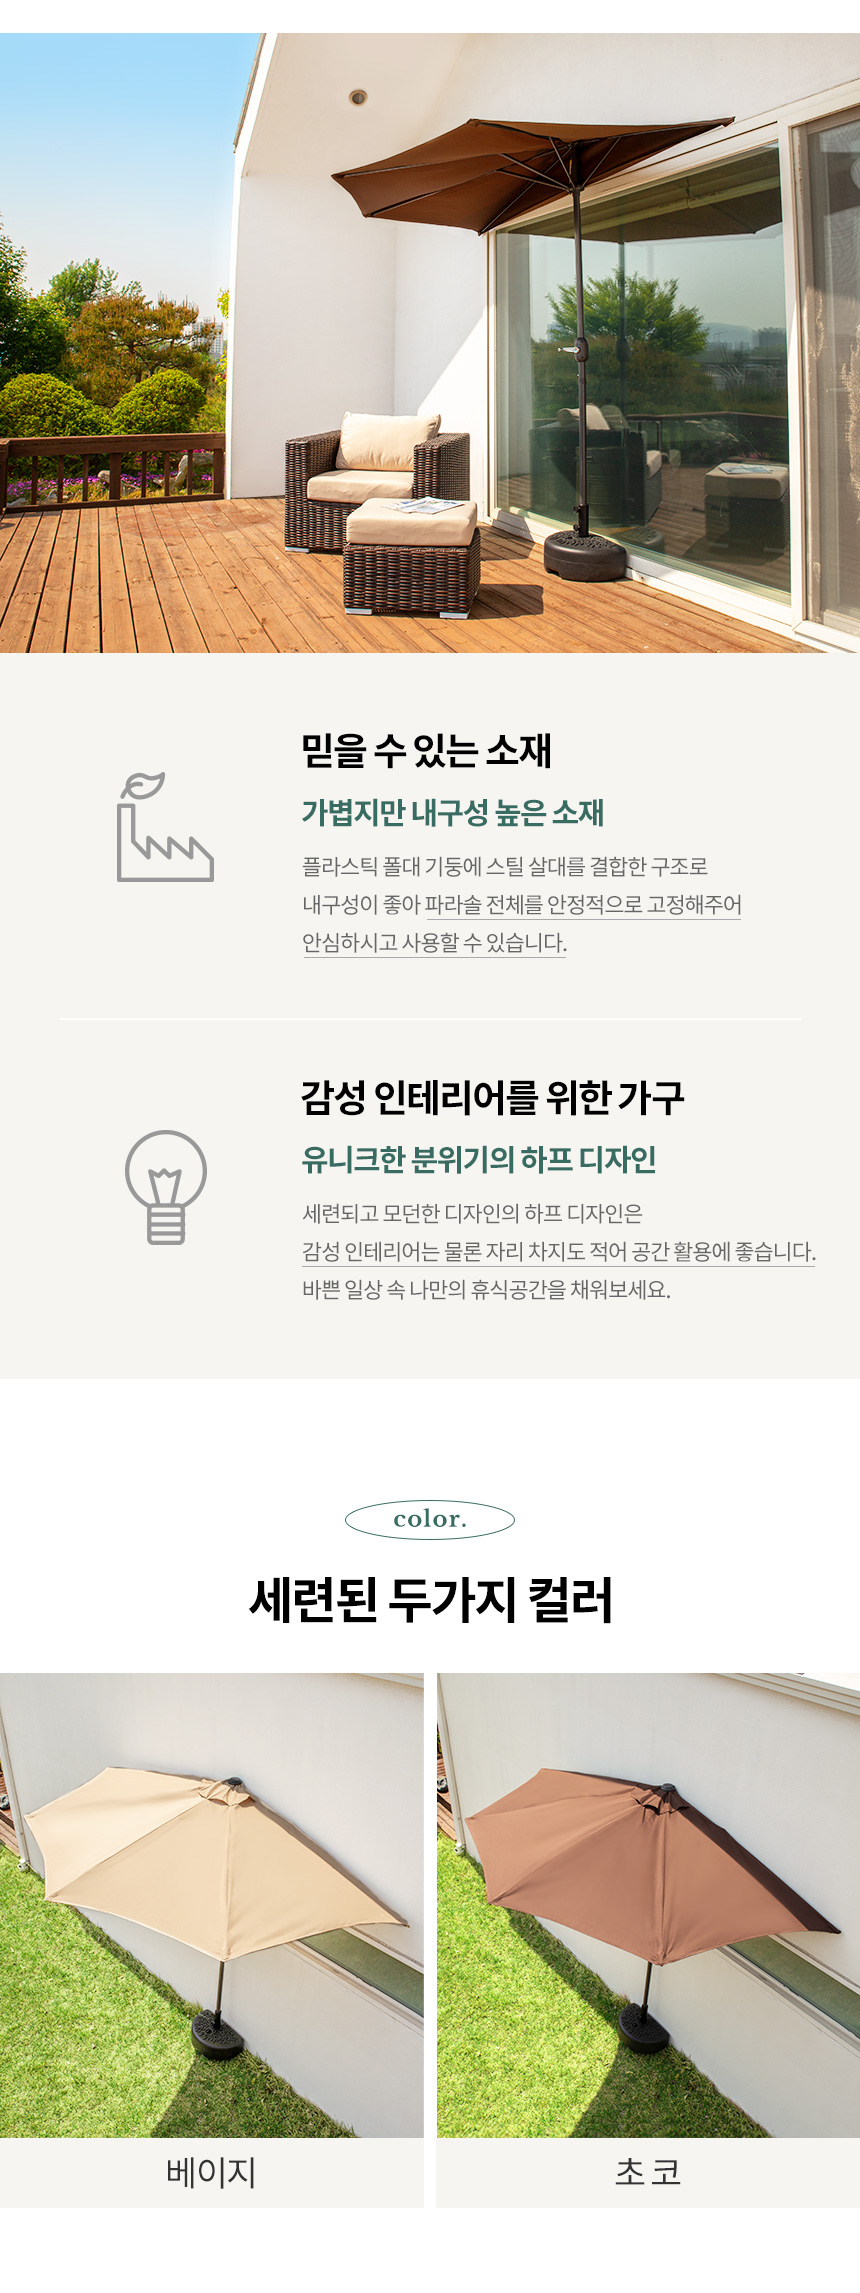 믿을 수 있는 소재
가볍지만 내구성 높은 소재
플라스틱 폴대 기둥에 스틸 살대를 결합한 구조로
내구성이 좋아 파라솔 전체를 안정적으로 고정해주어
안심하시고 사용할 수 있습니다.
감성 인테리어를 위한 가구
유니크한 분위기의 하프 디자인
세련되고 모던한 디자인의 하프 디자인은
감성 인테리어는 물론 자리 차지도 적어 공간 활용에 좋습니다.
바쁜 일상 속 나만의 휴식공간을 채워보세요.
color.
세련된 두가지 컬러
베이지
초코